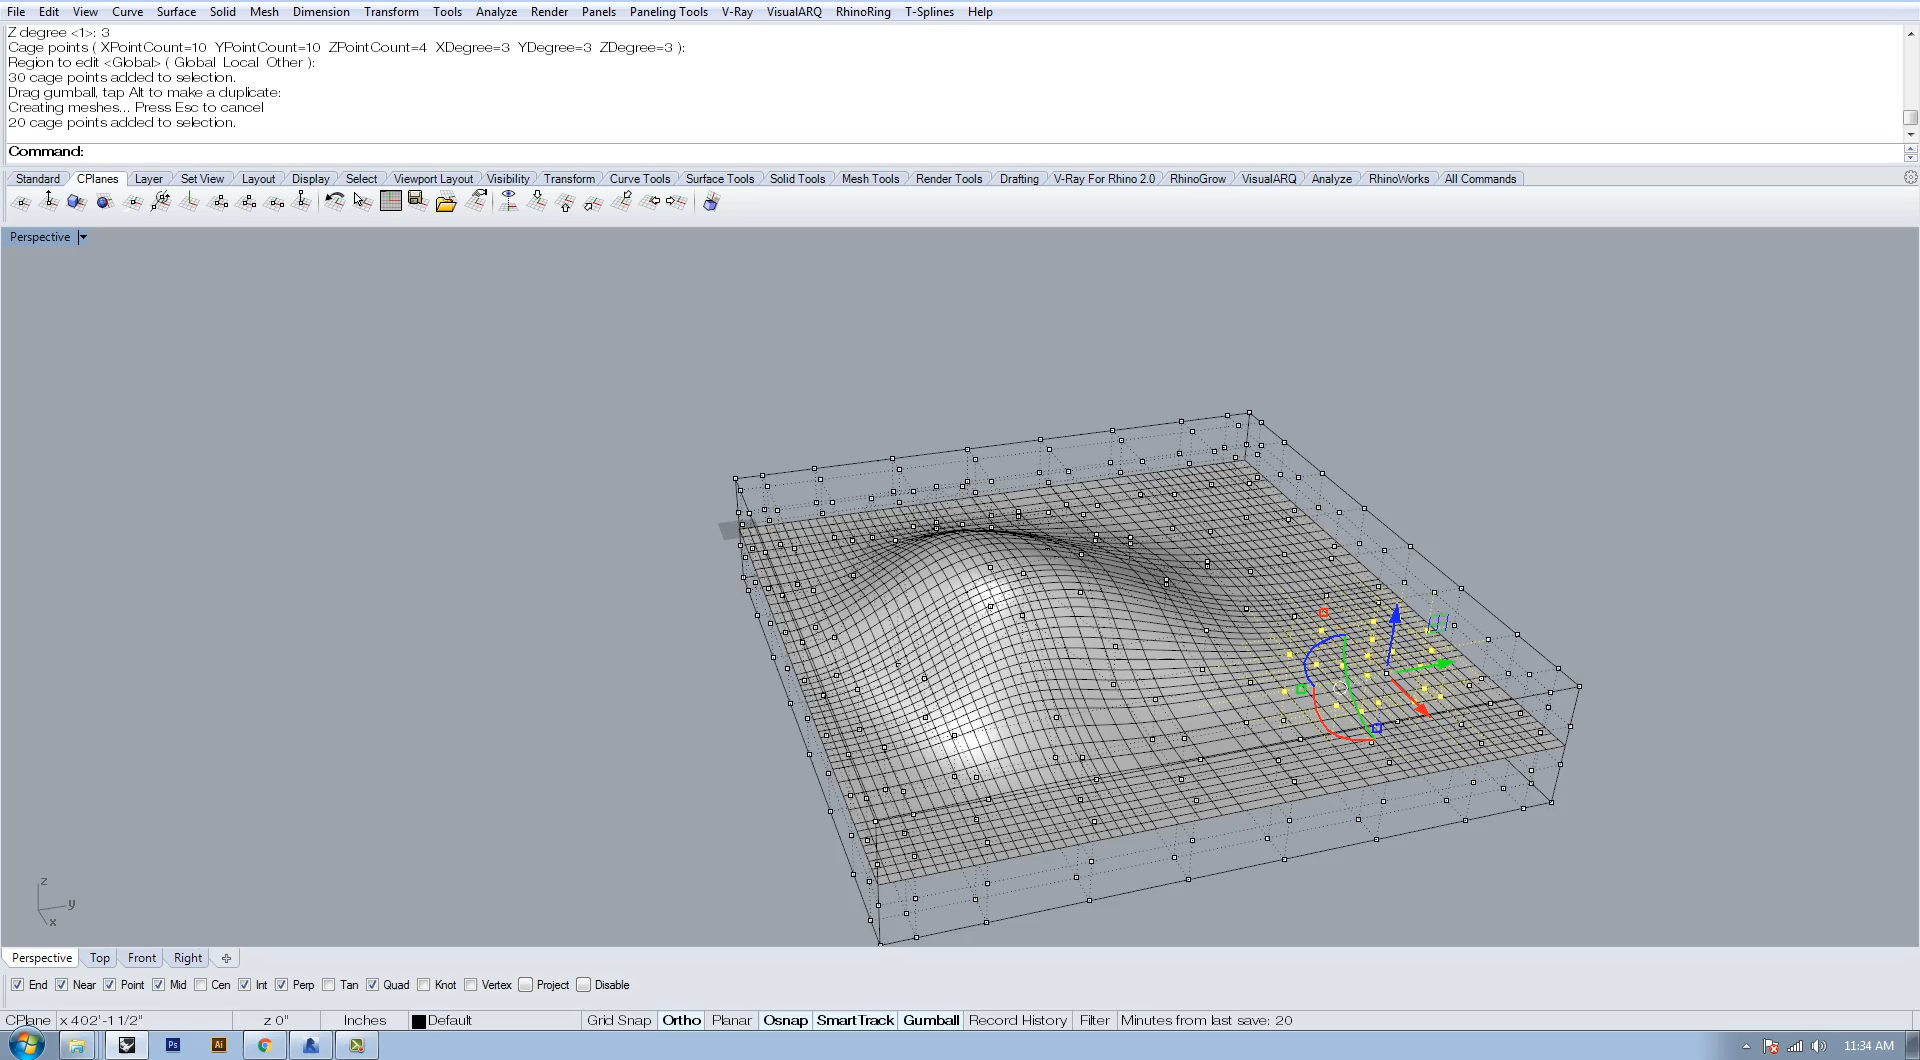 File Edit View Curve Surface Solid Mesh Dimension Transform Tools Analyze Render Panels Paneling Tools V-Ray VisualARQ RhinoRing T-Splines Help
Z degree <1>: 3
Cage points ( XPointCount=10 YPointCount=10 ZPointCount=4 XDegree=3 YDegree=3 ZDegree=3 ):
Region to edit <Global> ( Global Local Other ):
30 cage points added to selection.
Drag gumball, tap Alt to make a duplicate:
Creating meshes... Press Esc to cancel
20 cage points added to selection.
Command:
Standard CPlanes Layer Set View Layout Display Select Viewport Layout Visibility Transform Curve Tools Surface Tools Solid Tools Mesh Tools Render Tools Drafting V-Ray For Rhino 2.0 RhinoGrow VisualARQ Analyze RhinoWorks All Commands
Perspective
z
y
x
Perspective Top Front Right
End Near Point Mid Cen Int Perp Tan Quad Knot Vertex Project Disable
CPlane x 402'-1 1/2" z 0" Inches Default Grid Snap Ortho Planar Osnap SmartTrack Gumball Record History Filter Minutes from last save: 20
Ps Ai 11:34 AM